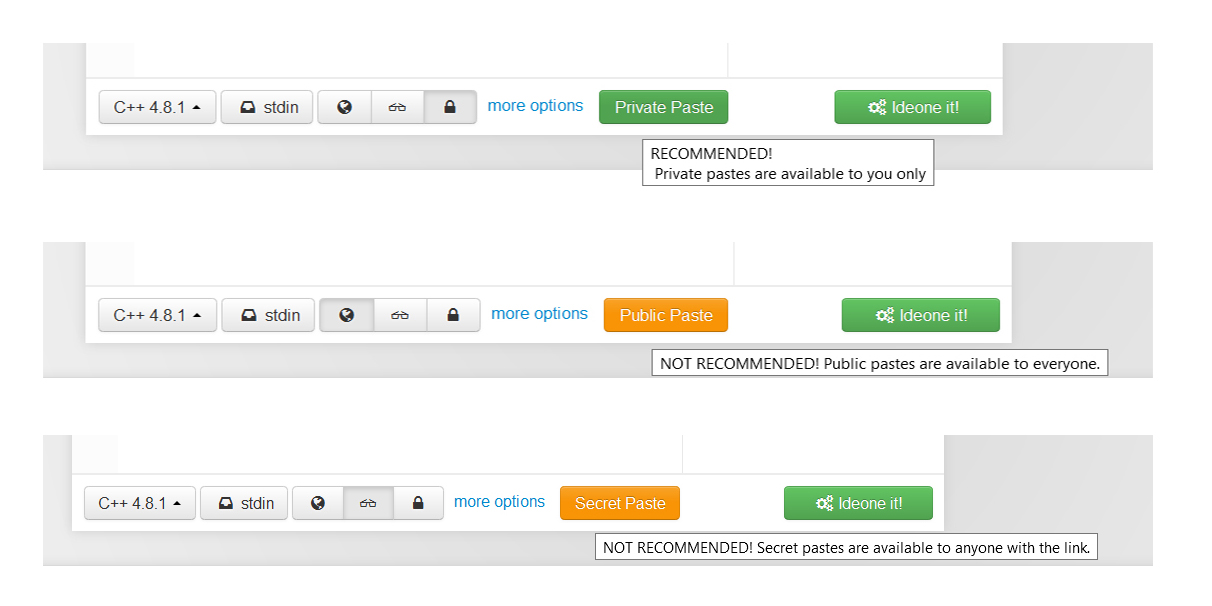 C++ 4.8.1 stdin more options Private Paste Ideone it!
RECOMMENDED!
Private pastes are available to you only
C++ 4.8.1 stdin more options Public Paste Ideone it!
NOT RECOMMENDED! Public pastes are available to everyone.
C++ 4.8.1 stdin more options Secret Paste Ideone it!
NOT RECOMMENDED! Secret pastes are available to anyone with the link.